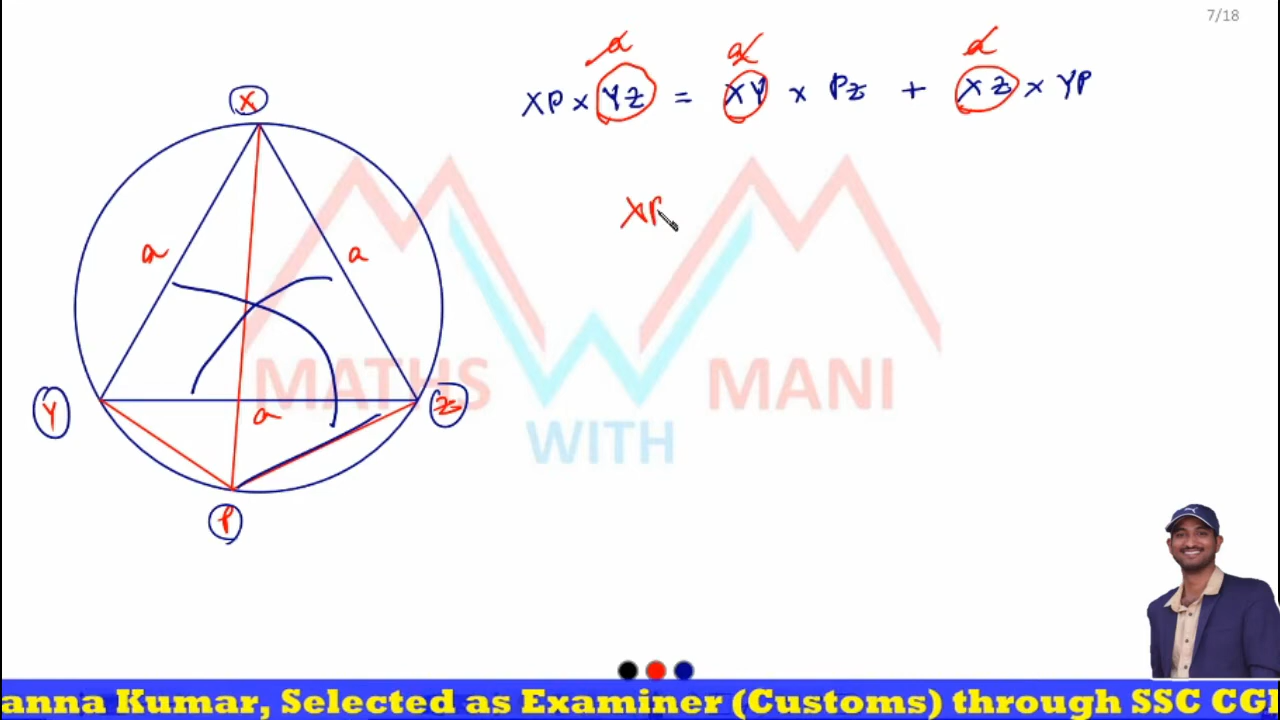 7/18
a a a
XP × YZ = XY × PZ + XZ × YP
X
XP
a a
MATHS MANI
Y a Z
WITH
P
anna Kumar, Selected as Examiner (Customs) through SSC CGL